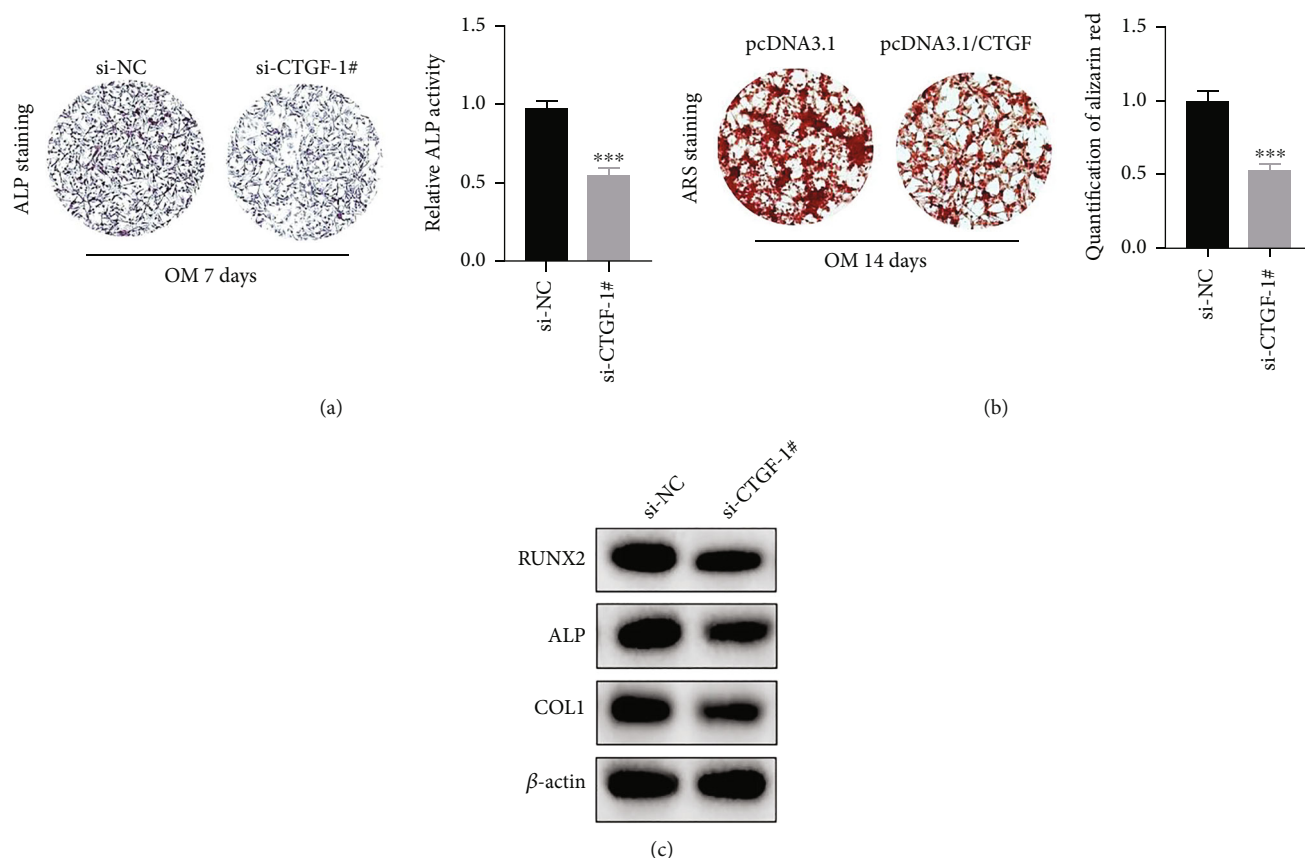 si-NC
si-CTGF-1#
ALP staining
OM 7 days
Relative ALP activity
1.5
1.0
0.5
0.0
***
si-NC
si-CTGF-1#
(a)
pcDNA3.1
pcDNA3.1/CTGF
ARS staining
OM 14 days
Quantification of alizarin red
1.5
1.0
0.5
0.0
***
si-NC
si-CTGF-1#
(b)
si-NC
si-CTGF-1#
RUNX2
ALP
COL1
β-actin
(c)